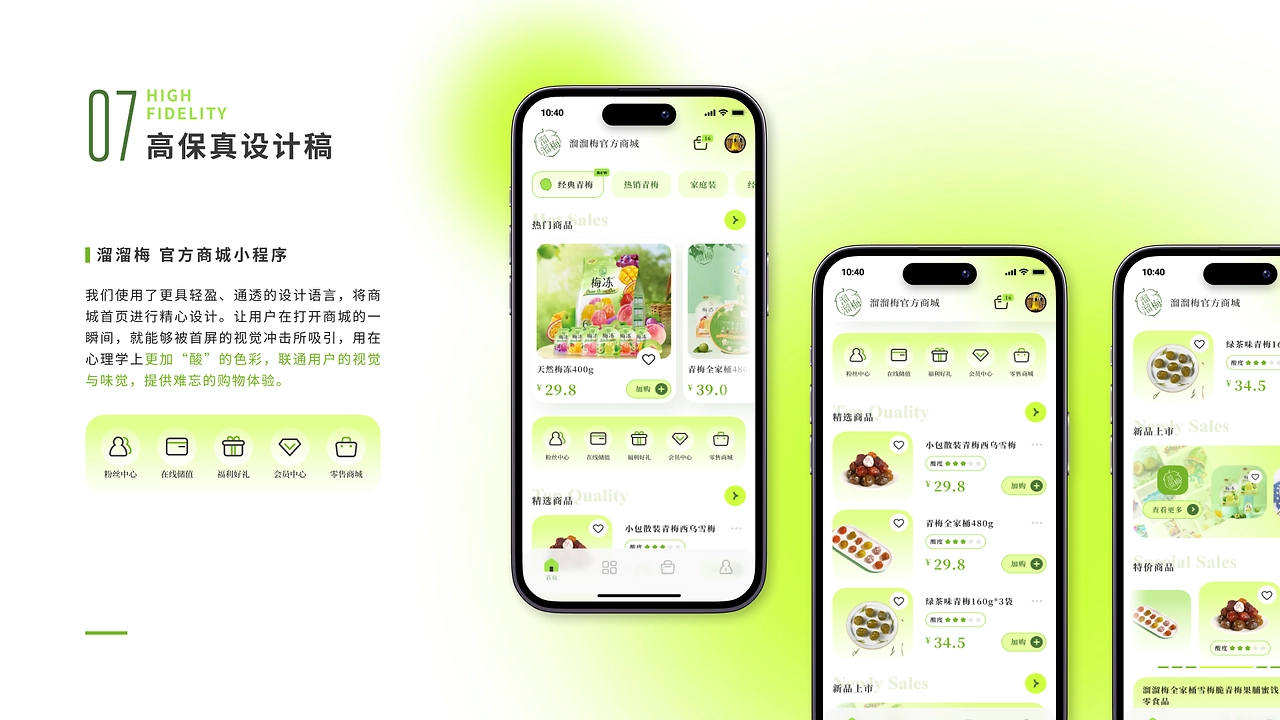 07
HIGH
FIDELITY
高保真设计稿
溜溜梅 官方商城小程序
我们使用了更具轻盈、通透的设计语言，将商
城首页进行精心设计。让用户在打开商城的一
瞬间，就能够被首屏的视觉冲击所吸引，用在
心理学上更加“酸”的色彩，联通用户的视觉
与味觉，提供难忘的购物体验。
粉丝中心 在线储值 福利好礼 会员中心 零售商城
10:40
溜溜梅官方商城
16
经典青梅 new 热销青梅 家庭装 经
Hot Sales
热门商品
梅冻
天然梅冻400g
¥ 29.8 加购
青梅全家桶480
¥ 39.0
粉丝中心 在线储值 福利好礼 会员中心 零售商城
Top Quality
精选商品
小包散装青梅西乌雪梅
酸度
首页
10:40
溜溜梅官方商城
16
粉丝中心 在线储值 福利好礼 会员中心 零售商城
Top Quality
精选商品
小包散装青梅西乌雪梅
酸度
¥ 29.8 加购
青梅全家桶480g
酸度
¥ 29.8 加购
绿茶味青梅160g*3袋
酸度
¥ 34.5 加购
Newly Sales
新品上市
10:40
溜溜梅官方商城
绿茶味青梅16
酸度
¥ 34.5
Newly Sales
新品上市
查看更多
Special Sales
特价商品
酸度
溜溜梅全家桶雪梅脆青梅果脯蜜饯
零食品